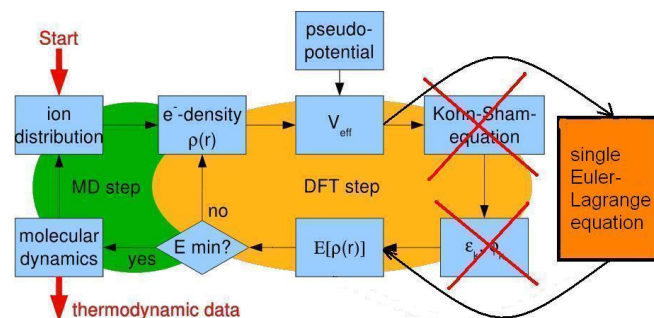 Start
pseudo-
potential
ion
distribution
e⁻-density
ρ(r)
V_eff
Kohn-Sham-
equation
single
Euler-
Lagrange
equation
MD step
DFT step
no
molecular
dynamics
yes
E min?
E[ρ(r)]
thermodynamic data